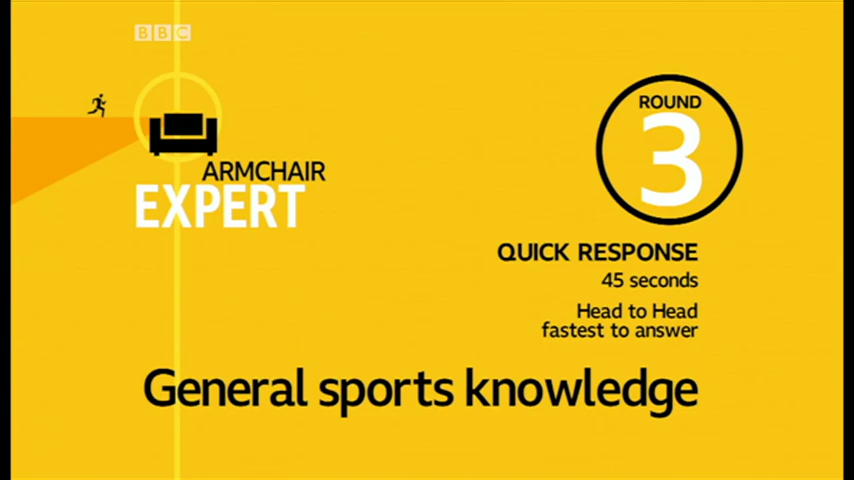 BBC
ARMCHAIR
EXPERT
ROUND
3
QUICK RESPONSE
45 seconds
Head to Head
fastest to answer
General sports knowledge